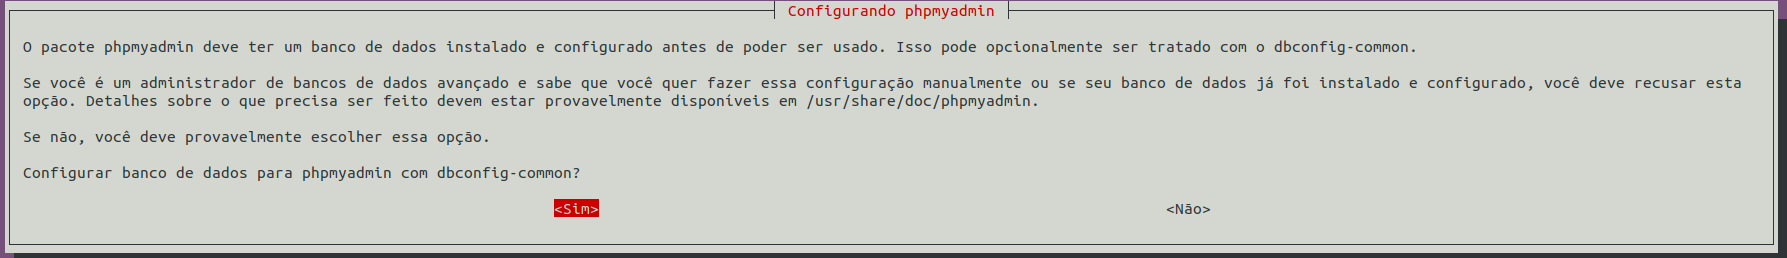 Configurando phpmyadmin
O pacote phpmyadmin deve ter um banco de dados instalado e configurado antes de poder ser usado. Isso pode opcionalmente ser tratado com o dbconfig-common.
Se você é um administrador de bancos de dados avançado e sabe que você quer fazer essa configuração manualmente ou se seu banco de dados já foi instalado e configurado, você deve recusar esta
opção. Detalhes sobre o que precisa ser feito devem estar provavelmente disponíveis em /usr/share/doc/phpmyadmin.
Se não, você deve provavelmente escolher essa opção.
Configurar banco de dados para phpmyadmin com dbconfig-common?
<Sim> <Não>